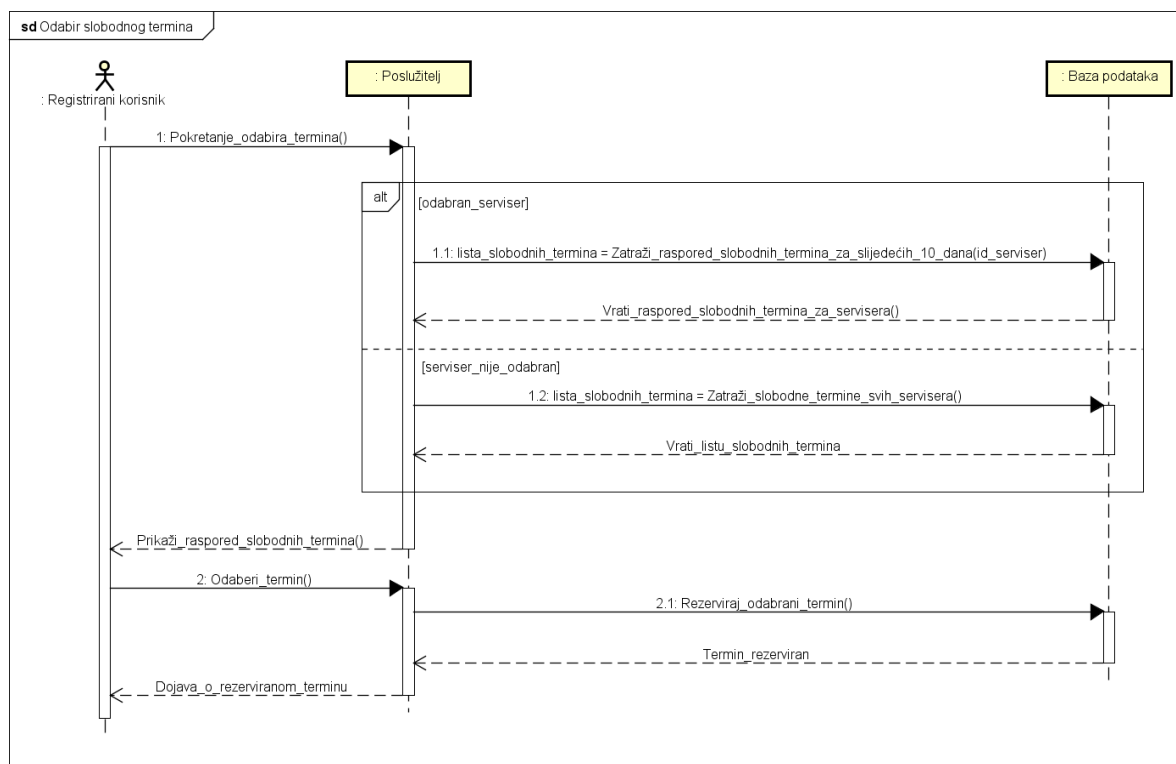 sd Odabir slobodnog termina
: Registrirani korisnik
: Poslužitelj
: Baza podataka
1: Pokretanje_odabira_termina()
alt
[odabran_serviser]
1.1: lista_slobodnih_termina = Zatraži_raspored_slobodnih_termina_za_slijedećih_10_dana(id_serviser)
Vrati_raspored_slobodnih_termina_za_servisera()
[serviser_nije_odabran]
1.2: lista_slobodnih_termina = Zatraži_slobodne_termine_svih_servisera()
Vrati_listu_slobodnih_termina
Prikaži_raspored_slobodnih_termina()
2: Odaberi_termin()
2.1: Rezerviraj_odabrani_termin()
Termin_rezerviran
Dojava_o_rezerviranom_terminu